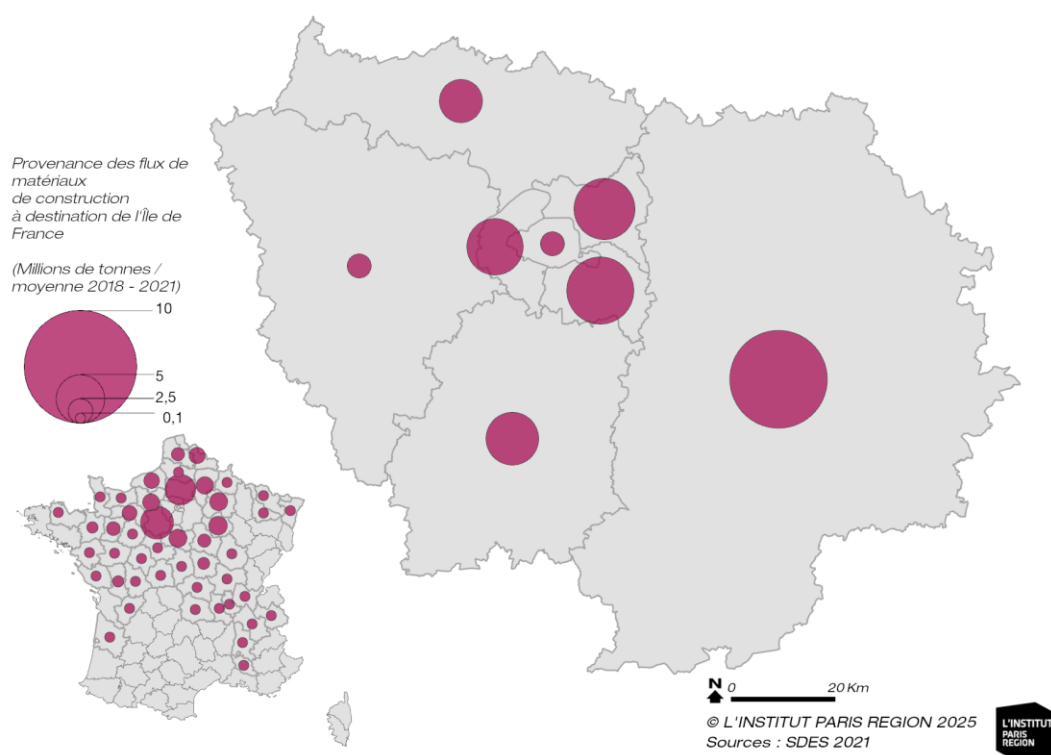 Provenance des flux de
matériaux
de construction
à destination de l'Île de
France
(Millions de tonnes /
moyenne 2018 - 2021)
10
5
2,5
0,1
N 0 20 Km
© L'INSTITUT PARIS REGION 2025
Sources : SDES 2021
L'INSTITUT
PARIS
REGION